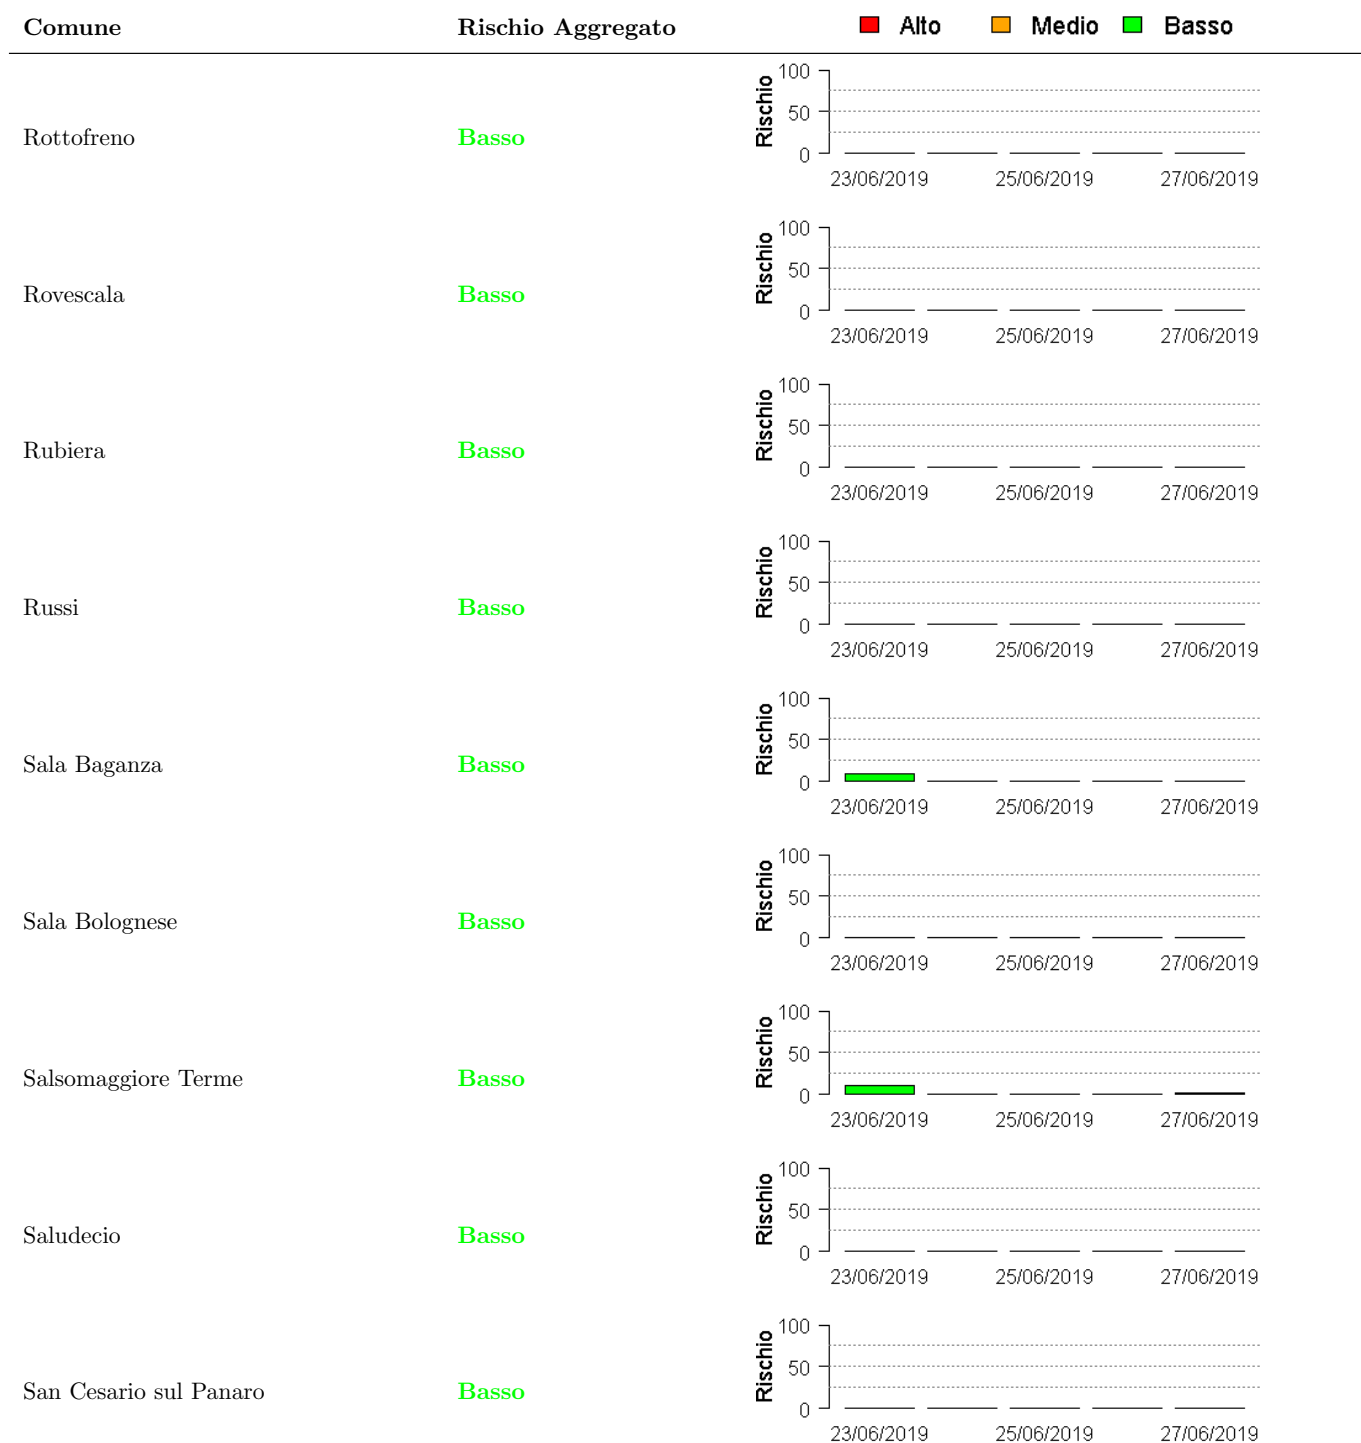 Comune Rischio Aggregato Alto Medio Basso
Rottofreno Basso Rischio 100 50 0
23/06/2019 25/06/2019 27/06/2019
Rovescala Basso Rischio 100 50 0
23/06/2019 25/06/2019 27/06/2019
Rubiera Basso Rischio 100 50 0
23/06/2019 25/06/2019 27/06/2019
Russi Basso Rischio 100 50 0
23/06/2019 25/06/2019 27/06/2019
Sala Baganza Basso Rischio 100 50 0
23/06/2019 25/06/2019 27/06/2019
Sala Bolognese Basso Rischio 100 50 0
23/06/2019 25/06/2019 27/06/2019
Salsomaggiore Terme Basso Rischio 100 50 0
23/06/2019 25/06/2019 27/06/2019
Saludecio Basso Rischio 100 50 0
23/06/2019 25/06/2019 27/06/2019
San Cesario sul Panaro Basso Rischio 100 50 0
23/06/2019 25/06/2019 27/06/2019